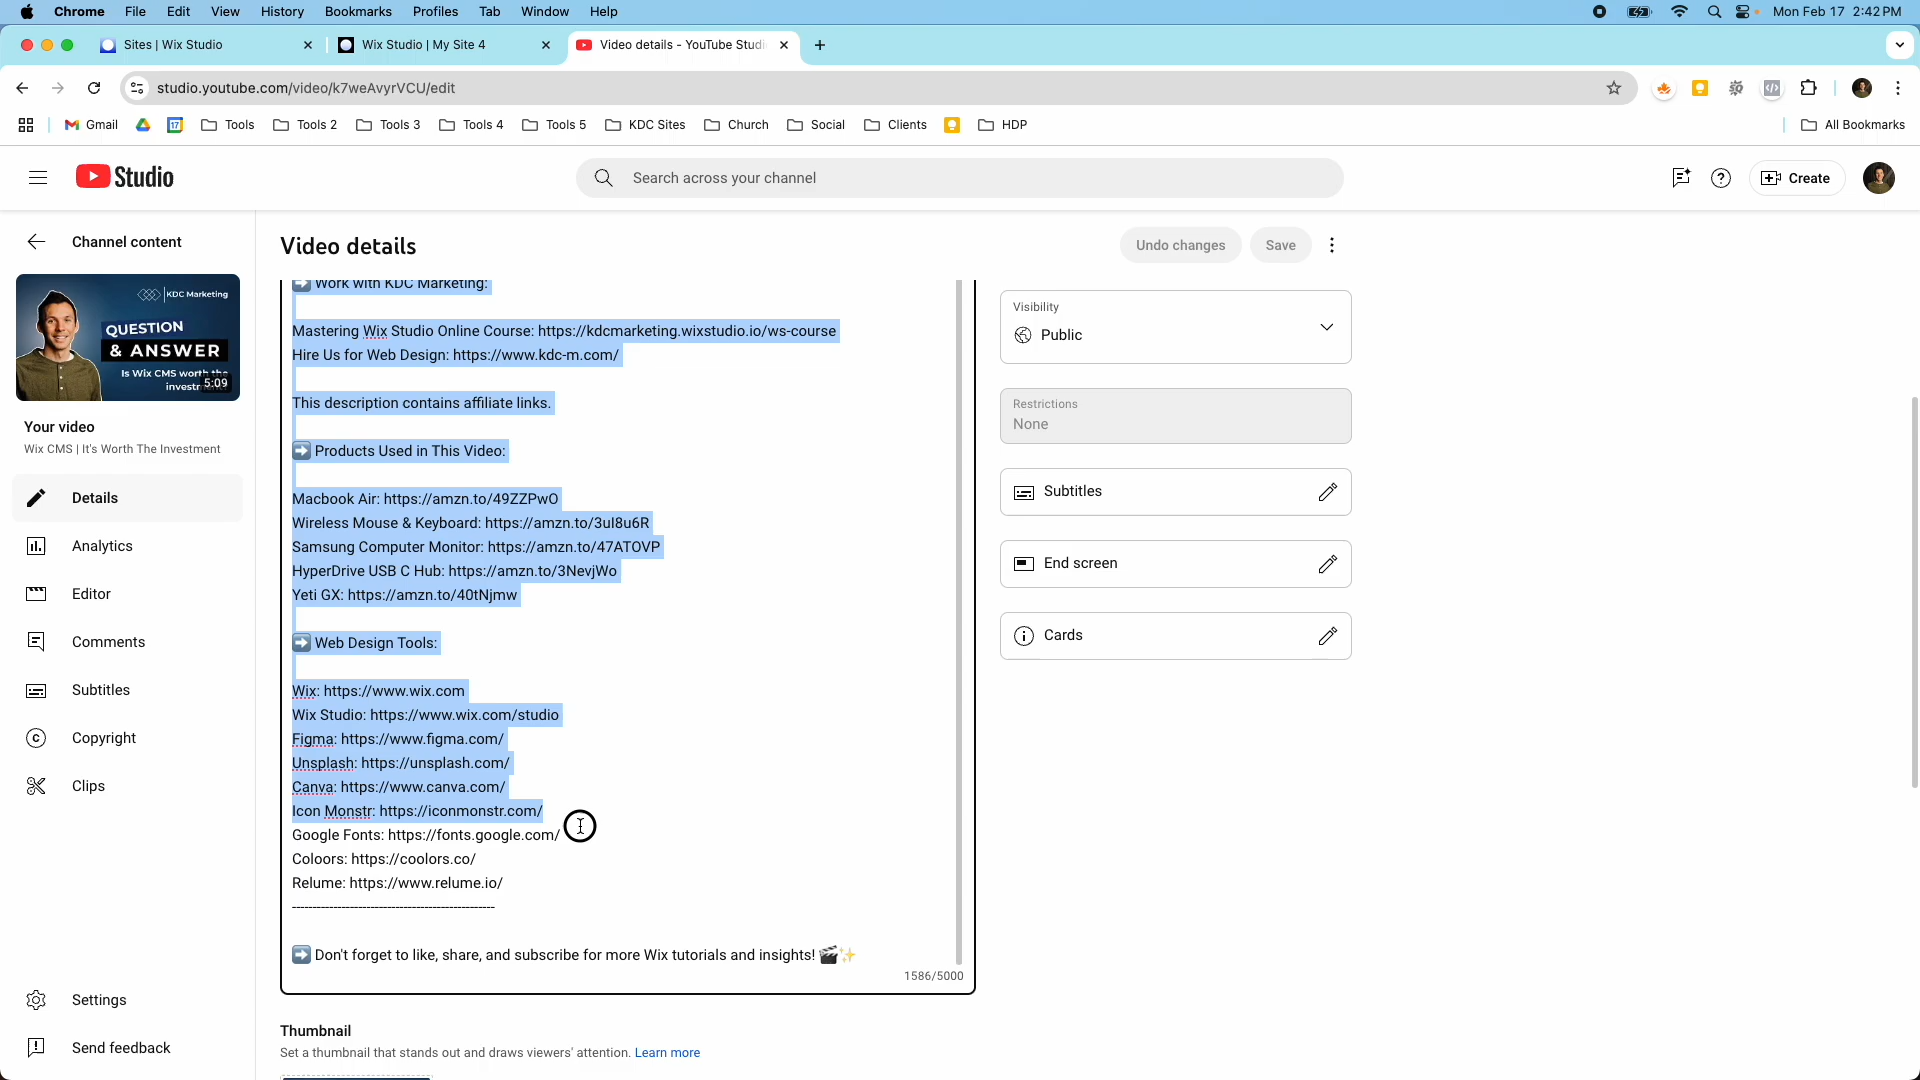 Chrome File Edit View History Bookmarks Profiles Tab Window Help
Mon Feb 17 2:42 PM
Sites | Wix Studio
Wix Studio | My Site 4
Video details - YouTube Studi
studio.youtube.com/video/k7weAvyrVCU/edit
Gmail
Tools
Tools 2
Tools 3
Tools 4
Tools 5
KDC Sites
Church
Social
Clients
HDP
All Bookmarks
Studio
Search across your channel
Create
Channel content
KDC Marketing
QUESTION
& ANSWER
Is Wix CMS worth the
5:09
Your video
Wix CMS | It's Worth The Investment
Details
Analytics
Editor
Comments
Subtitles
Copyright
Clips
Settings
Send feedback
Video details
Undo changes
Save
➡️ Work with KDC Marketing:
Mastering Wix Studio Online Course: https://kdcmarketing.wixstudio.io/ws-course
Hire Us for Web Design: https://www.kdc-m.com/
This description contains affiliate links.
➡️ Products Used in This Video:
Macbook Air: https://amzn.to/49ZZPwO
Wireless Mouse & Keyboard: https://amzn.to/3uI8u6R
Samsung Computer Monitor: https://amzn.to/47ATOVP
HyperDrive USB C Hub: https://amzn.to/3NevjWo
Yeti GX: https://amzn.to/40tNjmw
➡️ Web Design Tools:
Wix: https://www.wix.com
Wix Studio: https://www.wix.com/studio
Figma: https://www.figma.com/
Unsplash: https://unsplash.com/
Canva: https://www.canva.com/
Icon Monstr: https://iconmonstr.com/
Google Fonts: https://fonts.google.com/
Coloors: https://coolors.co/
Relume: https://www.relume.io/
-------------------------------------------------
➡️ Don't forget to like, share, and subscribe for more Wix tutorials and insights! 🎬✨
1586/5000
Thumbnail
Set a thumbnail that stands out and draws viewers' attention. Learn more
Visibility
Public
Restrictions
None
Subtitles
End screen
Cards